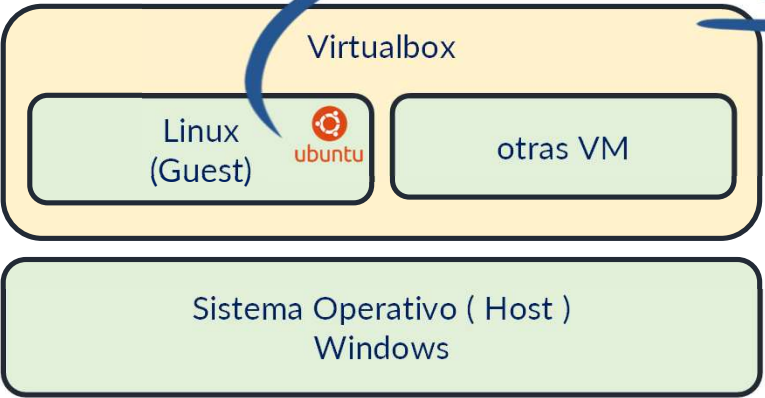 Virtualbox
Linux
(Guest)
ubuntu
otras VM
Sistema Operativo ( Host )
Windows